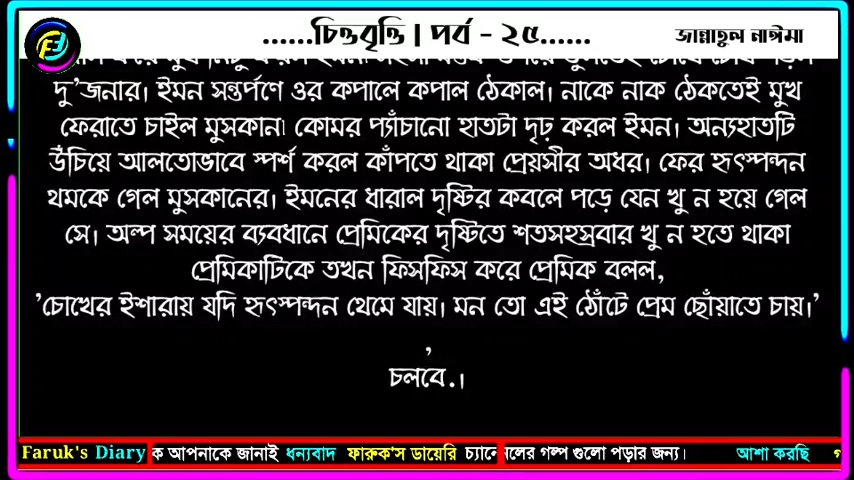 ......চিত্তবৃত্তি | পর্ব - ২৫......
জান্নাতুল নাঈমা
দু'জনার। ইমন সন্তর্পণে ওর কপালে কপাল ঠেকাল। নাকে নাক ঠেকতেই মুখ
ফেরাতে চাইল মুসকান। কোমর প্যাঁচানো হাতটা দৃঢ় করল ইমন। অন্যহাতটি
উঁচিয়ে আলতোভাবে স্পর্শ করল কাঁপতে থাকা প্রেয়সীর অধর। ফের হৃৎস্পন্দন
থমকে গেল মুসকানের। ইমনের ধারাল দৃষ্টির কবলে পড়ে যেন খু ন হয়ে গেল
সে। অল্প সময়ের ব্যবধানে প্রেমিকের দৃষ্টিতে শতসহস্রবার খু ন হতে থাকা
প্রেমিকাটিকে তখন ফিসফিস করে প্রেমিক বলল,
'চোখের ইশারায় যদি হৃৎস্পন্দন থেমে যায়। মন তো এই ঠোঁটে প্রেম ছোঁয়াতে চায়।'
,
চলবে.।
Faruk's Diary ক আপনাকে জানাই ধন্যবাদ ফারুক'স ডায়েরি চ্যানেলের গল্প গুলো পড়ার জন্য। আশা করছি